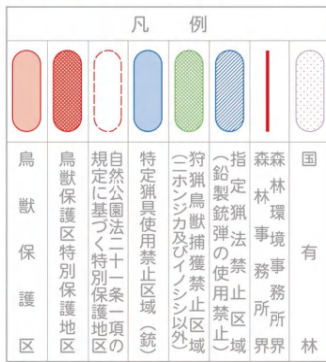 凡例
鳥獣保護区
鳥獣保護区特別保護地区
自然公園法二十一条一項の
規定に基づく特別保護地区
特定猟具使用禁止区域(銃)
狩猟鳥獣捕獲禁止区域
(ニホンジカ及びイノシシ以外)
指定猟法禁止区域
(鉛製銃弾の使用禁止)
森林環境事務所界
森林事務所界
国有林